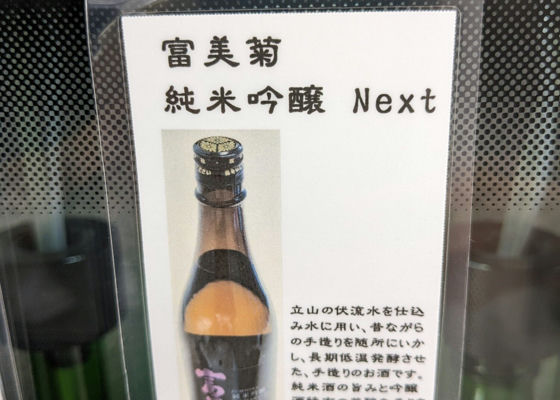 富美菊
純米吟醸 Next
立山の伏流水を仕込
み水に用い、昔ながら
の手造りを随所にいか
し、長期低温発酵させ
た、手造りのお酒です。
純米酒の旨みと吟醸